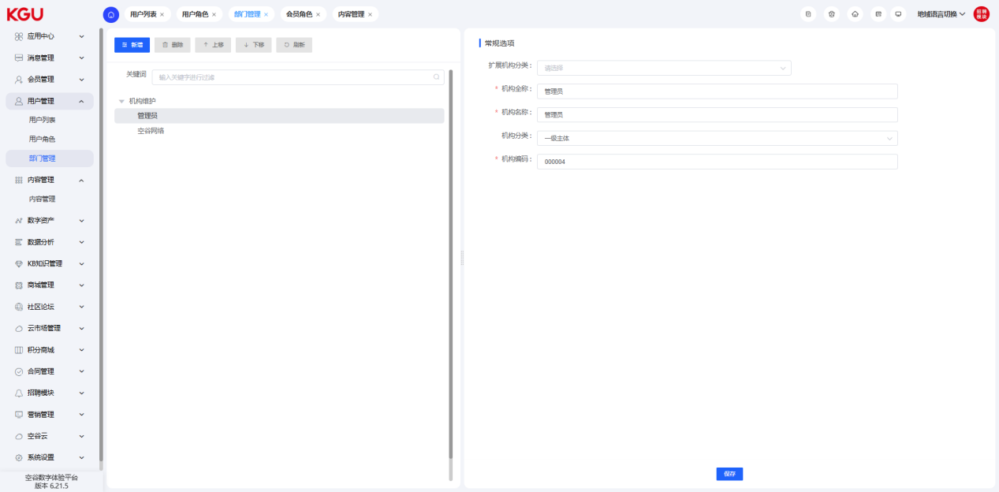 KGU
用户列表 × 用户角色 × 部门管理 × 会员角色 × 内容管理 ×
地域语言切换
招聘
模块
应用中心
消息管理
会员管理
用户管理
用户列表
用户角色
部门管理
内容管理
内容管理
数字资产
数据分析
KB知识管理
商城管理
社区论坛
云市场管理
积分商城
合同管理
招聘模块
营销管理
空谷云
系统设置
空谷数字体验平台
版本 6.21.5
新增 删除 上移 下移 刷新
关键词 输入关键字进行过滤
机构维护
管理员
空谷网络
常规选项
扩展机构分类： 请选择
* 机构全称： 管理员
* 机构名称： 管理员
机构分类： 一级主体
* 机构编码： 000004
保存